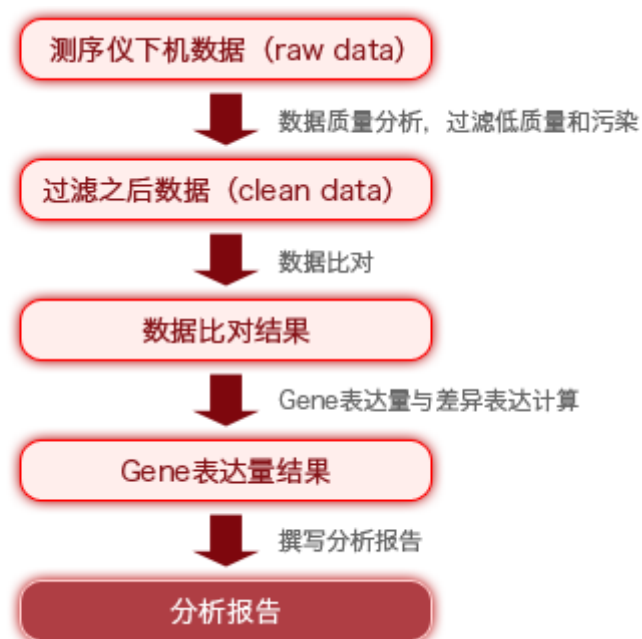 测序仪下机数据（raw data）
数据质量分析，过滤低质量和污染
过滤之后数据（clean data）
数据比对
数据比对结果
Gene表达量与差异表达计算
Gene表达量结果
撰写分析报告
分析报告